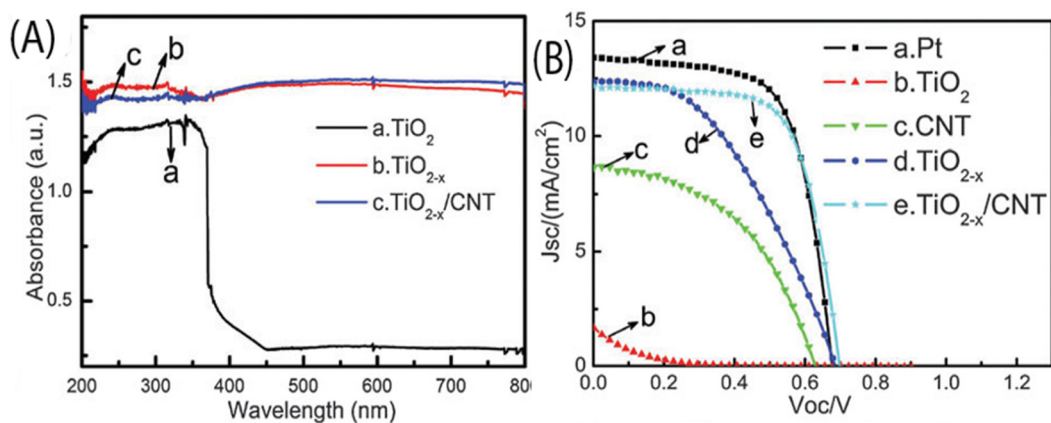 (A)
Absorbance (a.u.)
1.5
1.0
0.5
c
b
a
a.TiO₂
b.TiO₂₋ₓ
c.TiO₂₋ₓ/CNT
200 300 400 500 600 700 800
Wavelength (nm)
(B)
Jsc/(mA/cm²)
15
10
5
0
a
d
e
c
b
a.Pt
b.TiO₂
c.CNT
d.TiO₂₋ₓ
e.TiO₂₋ₓ/CNT
0.0 0.2 0.4 0.6 0.8 1.0 1.2
Voc/V